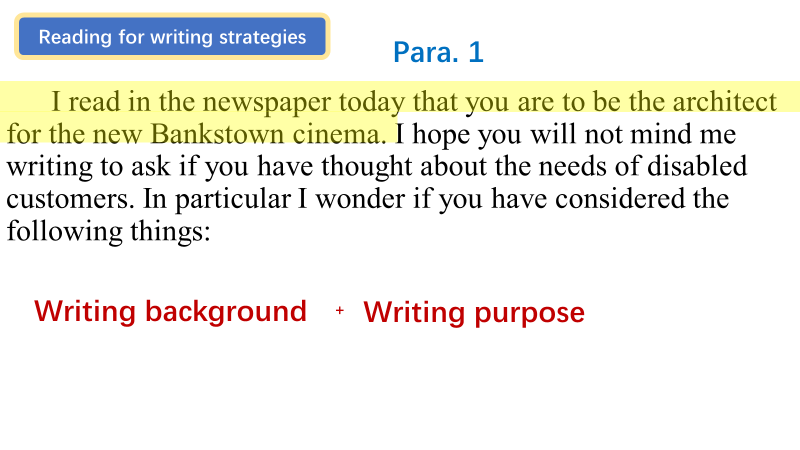 Reading for writing strategies
Para. 1
I read in the newspaper today that you are to be the architect
for the new Bankstown cinema. I hope you will not mind me
writing to ask if you have thought about the needs of disabled
customers. In particular I wonder if you have considered the
following things:
Writing background + Writing purpose